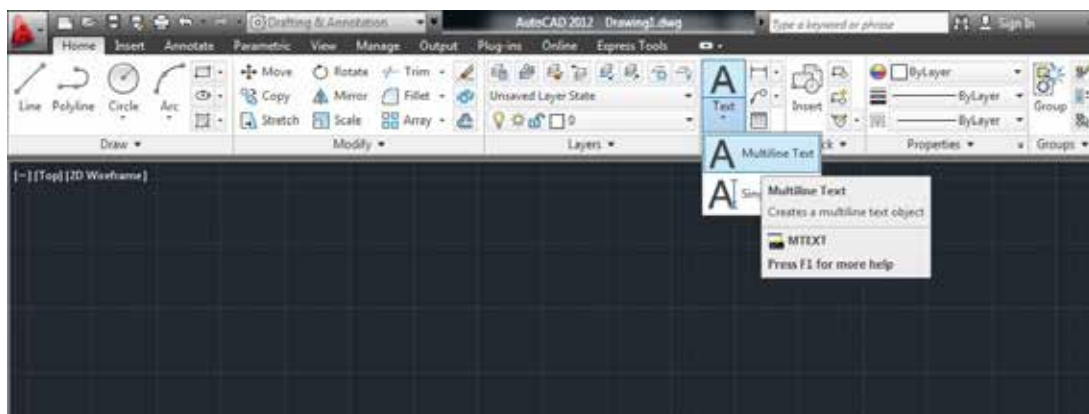 Drafting & Annotation AutoCAD 2012 Drawing1.dwg Type a keyword or phrase Sign In
Home Insert Annotate Parametric View Manage Output Plug-ins Online Express Tools
Move Rotate Trim ByLayer
Line Polyline Circle Arc Copy Mirror Fillet Unsaved Layer State Text Insert ByLayer Group
Stretch Scale Array 0 ByLayer
Draw Modify Layers Properties Groups
[−][Top][2D Wireframe]
Multiline Text
Multiline Text
Creates a multiline text object
MTEXT
Press F1 for more help